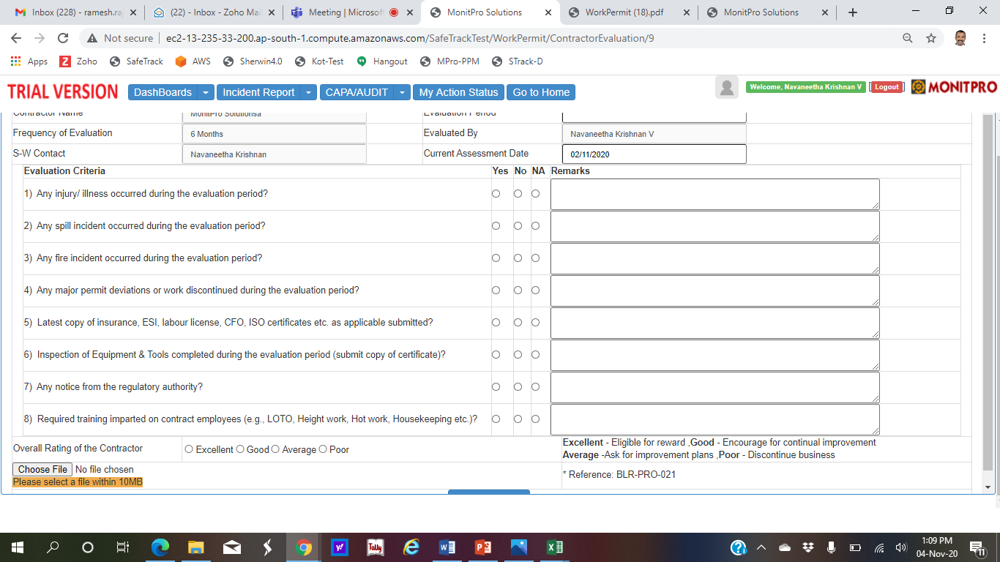 Inbox (228) - ramesh.ra
(22) - Inbox - Zoho Mai
Meeting | Microsof
MonitPro Solutions
WorkPermit (18).pdf
MonitPro Solutions
Not secure ec2-13-235-33-200.ap-south-1.compute.amazonaws.com/SafeTrackTest/WorkPermit/ContractorEvaluation/9
Apps Zoho SafeTrack AWS Sherwin4.0 Kot-Test Hangout MPro-PPM STrack-D
TRIAL VERSION DashBoards Incident Report CAPA/AUDIT My Action Status Go to Home Welcome, Navaneetha Krishnan V [ Logout ] MONITPRO
Contractor Name MonitPro Solutionsa Evaluation Period
Frequency of Evaluation 6 Months Evaluated By Navaneetha Krishnan V
S-W Contact Navaneetha Krishnan Current Assessment Date 02/11/2020
Evaluation Criteria Yes No NA Remarks
1) Any injury/ illness occurred during the evaluation period?
2) Any spill incident occurred during the evaluation period?
3) Any fire incident occurred during the evaluation period?
4) Any major permit deviations or work discontinued during the evaluation period?
5) Latest copy of insurance, ESI, labour license, CFO, ISO certificates etc. as applicable submitted?
6) Inspection of Equipment & Tools completed during the evaluation period (submit copy of certificate)?
7) Any notice from the regulatory authority?
8) Required training imparted on contract employees (e.g., LOTO, Height work, Hot work, Housekeeping etc.)?
Overall Rating of the Contractor Excellent Good Average Poor
Excellent - Eligible for reward ,Good - Encourage for continual improvement
Average -Ask for improvement plans ,Poor - Discontinue business
Choose File No file chosen
Please select a file within 10MB
* Reference: BLR-PRO-021
y! Tally
1:09 PM
04-Nov-20
11